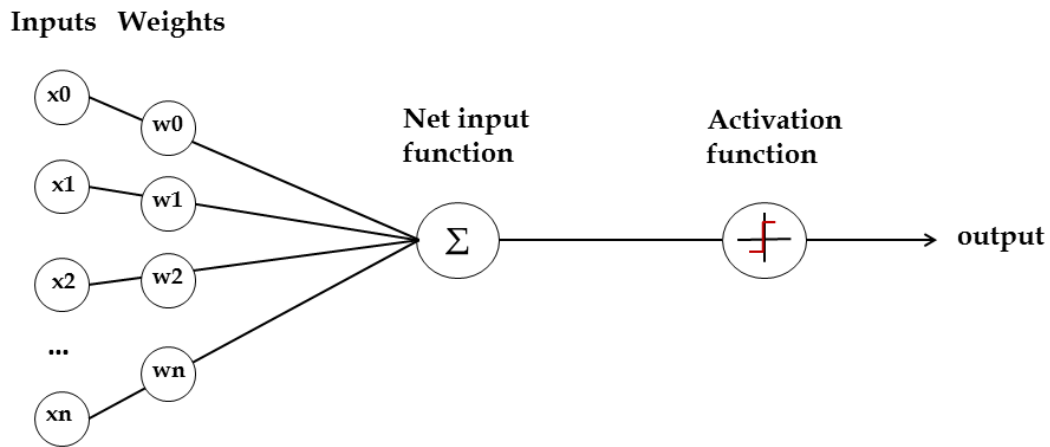 Inputs Weights
x0
w0
Net input
function
Activation
function
x1
w1
Σ
output
x2
w2
...
wn
xn